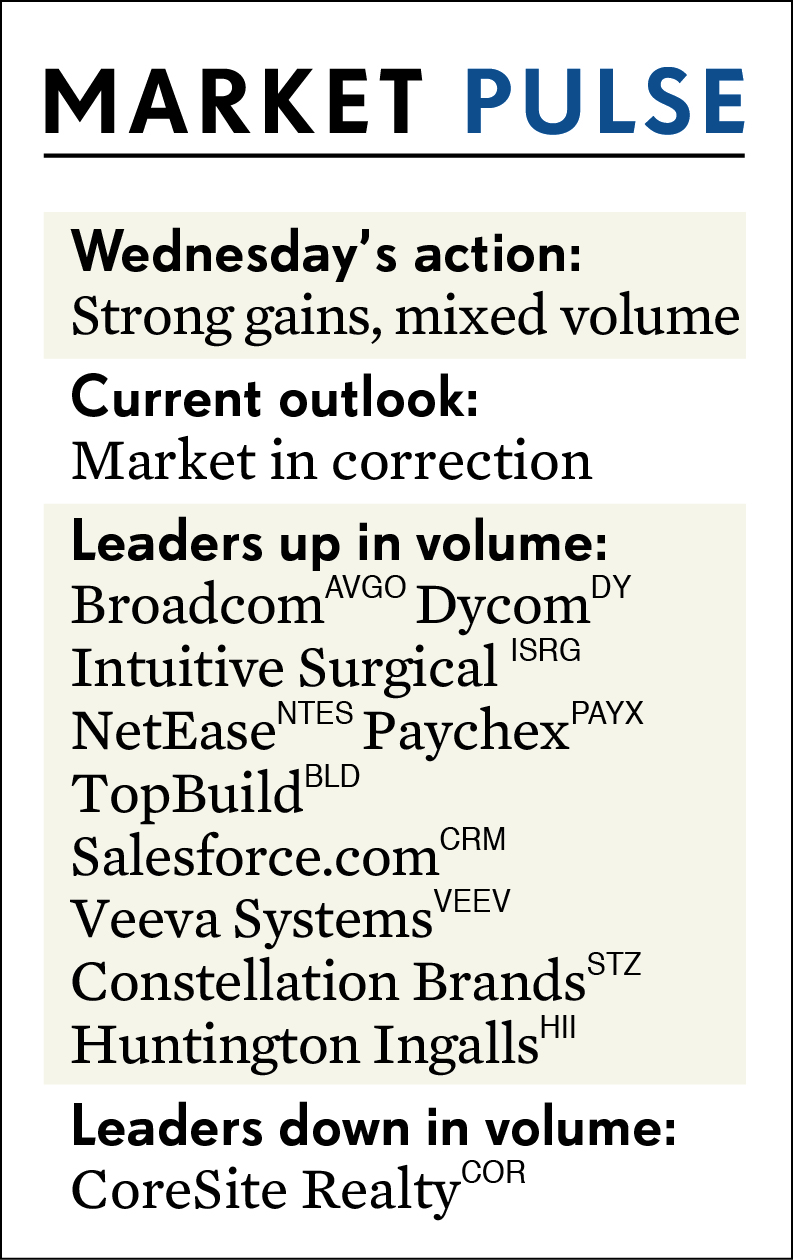 MARKET PULSE
Wednesday’s action:
Strong gains, mixed volume
Current outlook:
Market in correction
Leaders up in volume:
Broadcom AVGO Dycom DY
Intuitive Surgical ISRG
NetEase NTES Paychex PAYX
TopBuild BLD
Salesforce.com CRM
Veeva Systems VEEV
Constellation Brands STZ
Huntington Ingalls HII
Leaders down in volume:
CoreSite Realty COR